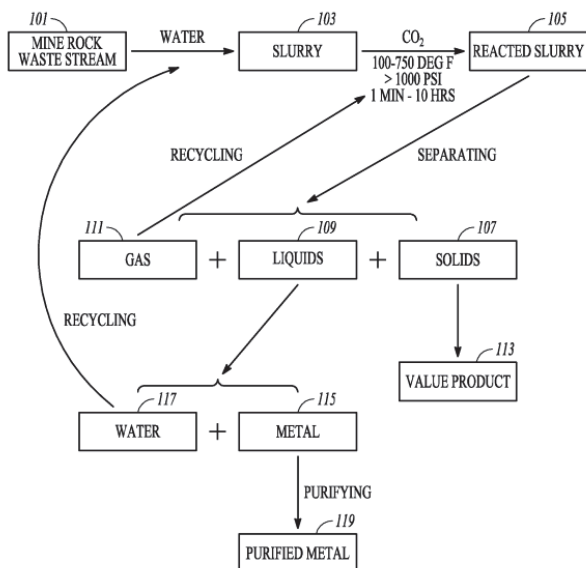 101
MINE ROCK
WASTE STREAM
WATER
103
SLURRY
CO₂
100-750 DEG F
> 1000 PSI
1 MIN - 10 HRS
105
REACTED SLURRY
RECYCLING
SEPARATING
111
GAS
+
109
LIQUIDS
+
107
SOLIDS
RECYCLING
113
VALUE PRODUCT
117
WATER
+
115
METAL
PURIFYING
119
PURIFIED METAL